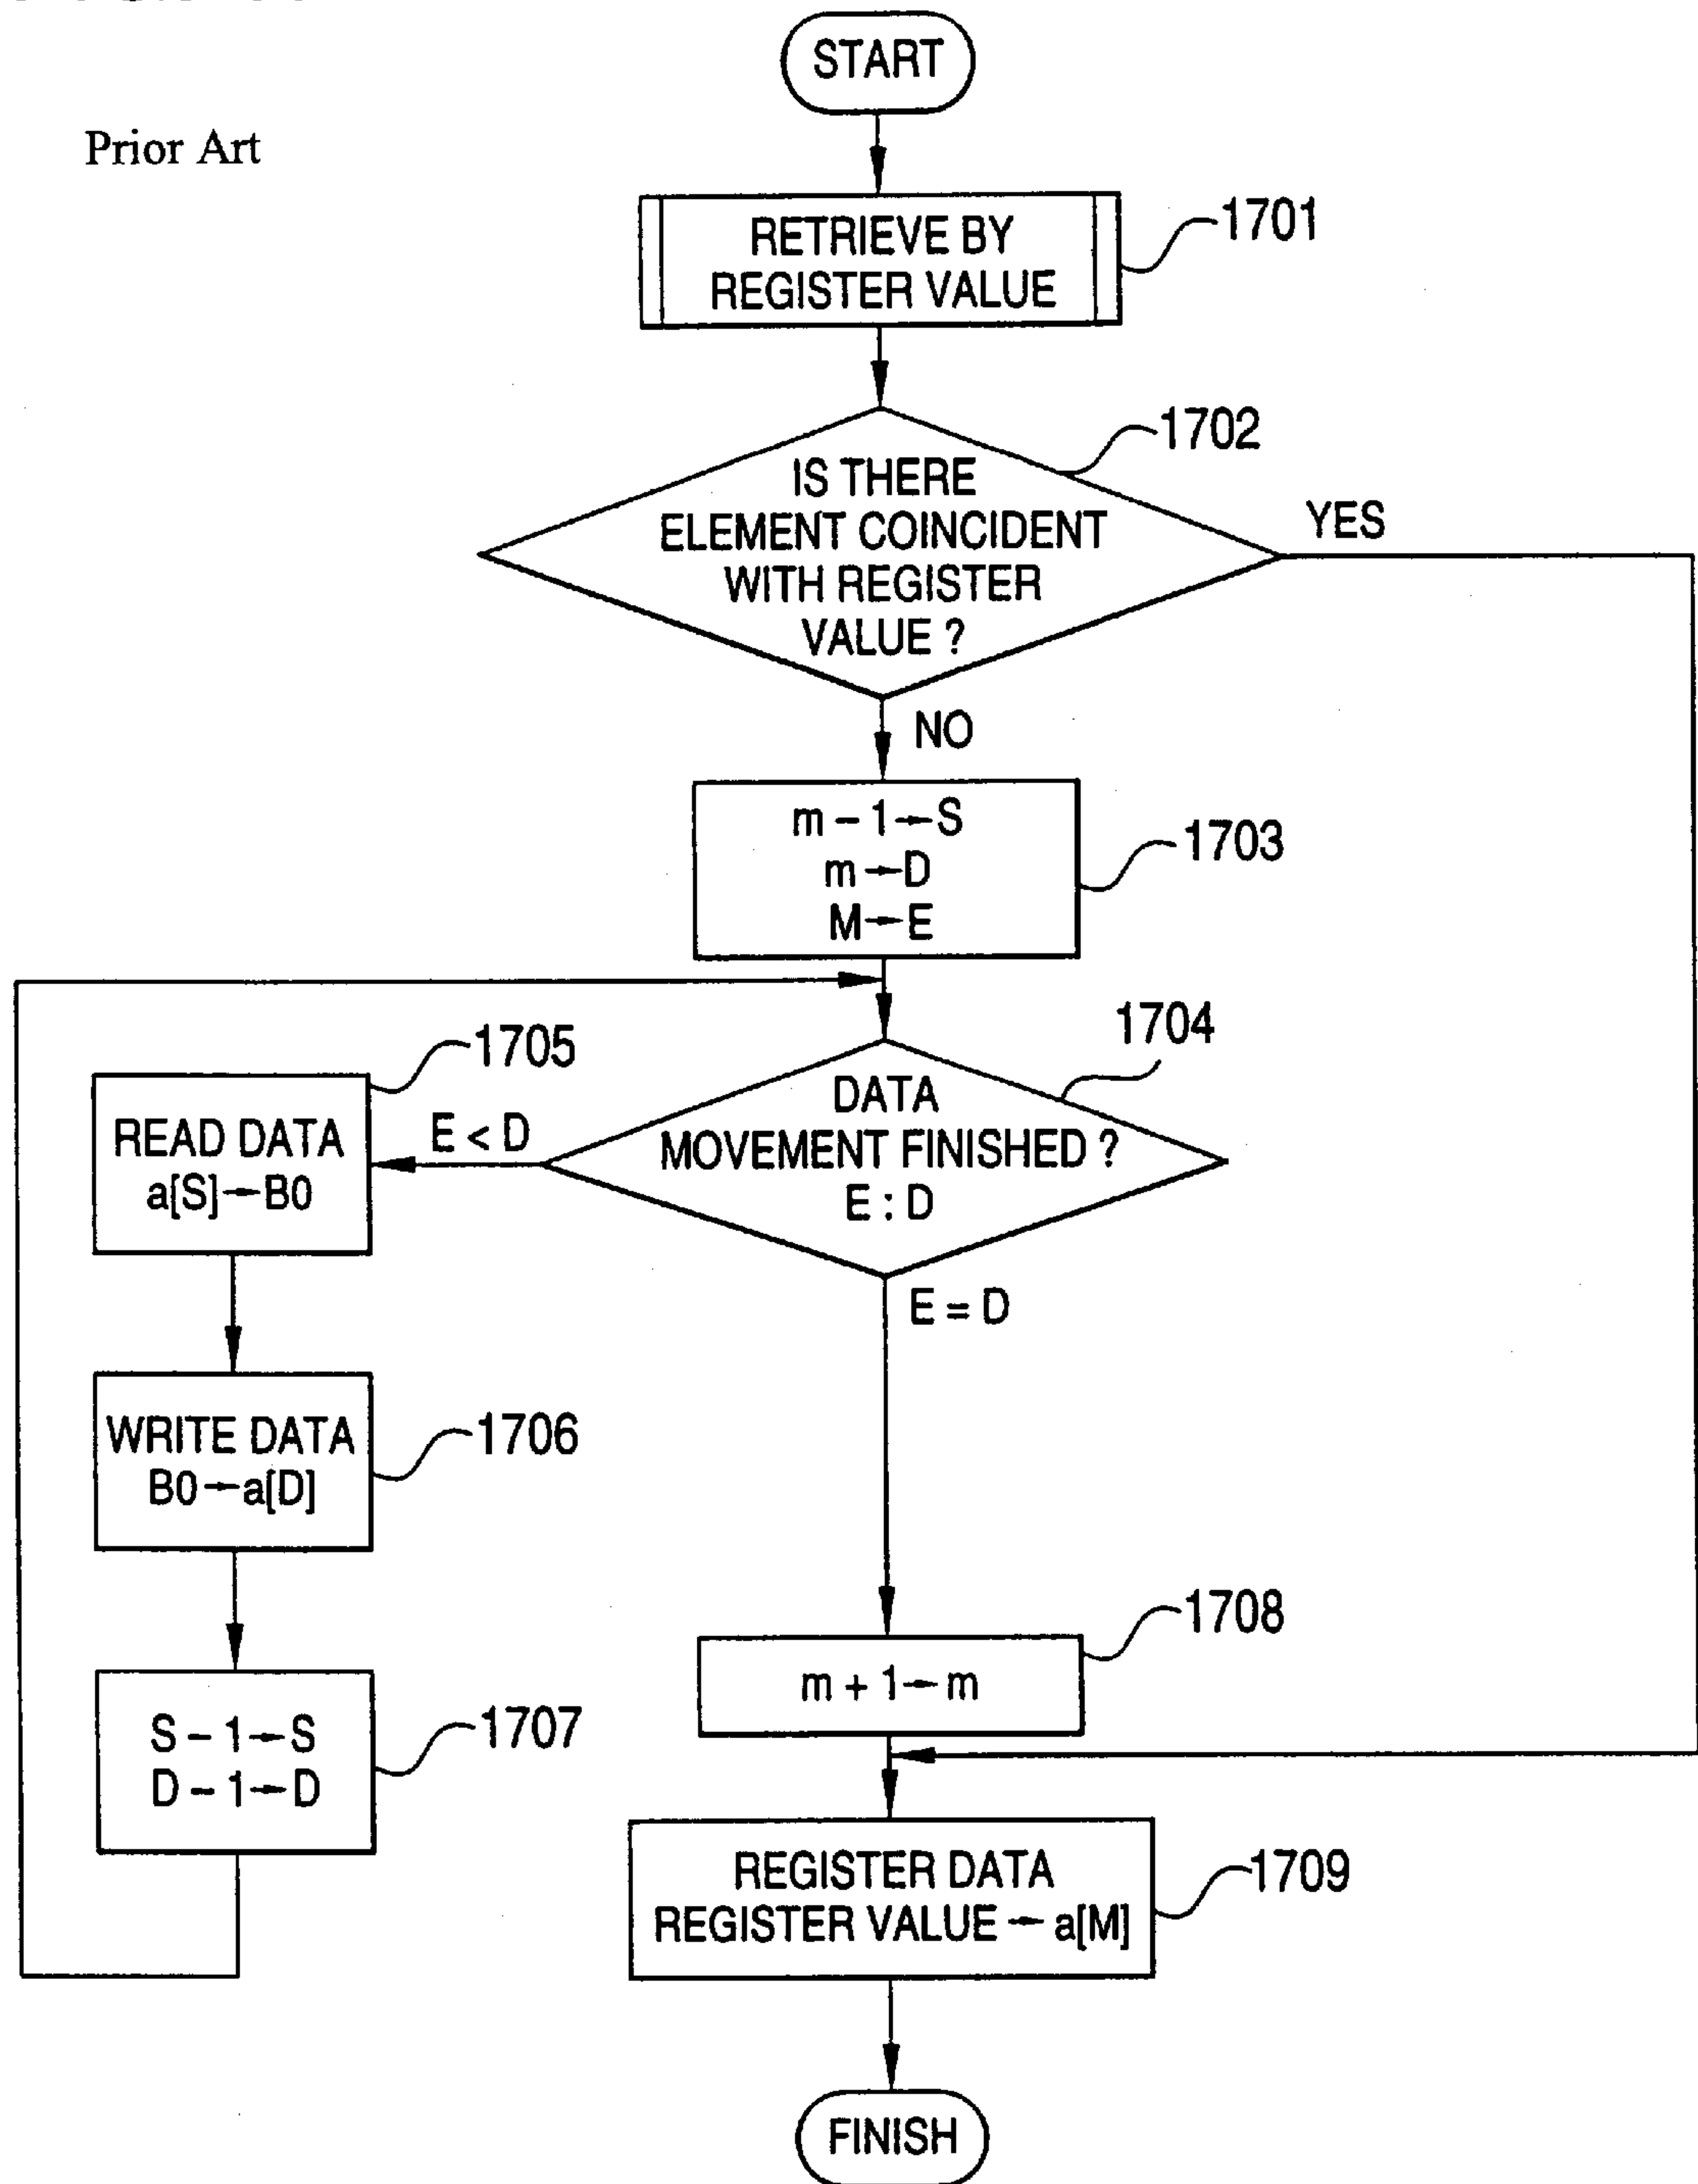 START
Prior Art
RETRIEVE BY
REGISTER VALUE
1701
1702
IS THERE
ELEMENT COINCIDENT
WITH REGISTER
VALUE ?
YES
NO
m – 1→S
m→D
M→E
1703
1704
DATA
MOVEMENT FINISHED ?
E : D
1705
READ DATA
a[S]→B0
E < D
E = D
WRITE DATA
B0→a[D]
1706
S – 1→S
D – 1→D
1707
m + 1→m
1708
REGISTER DATA
REGISTER VALUE → a[M]
1709
FINISH